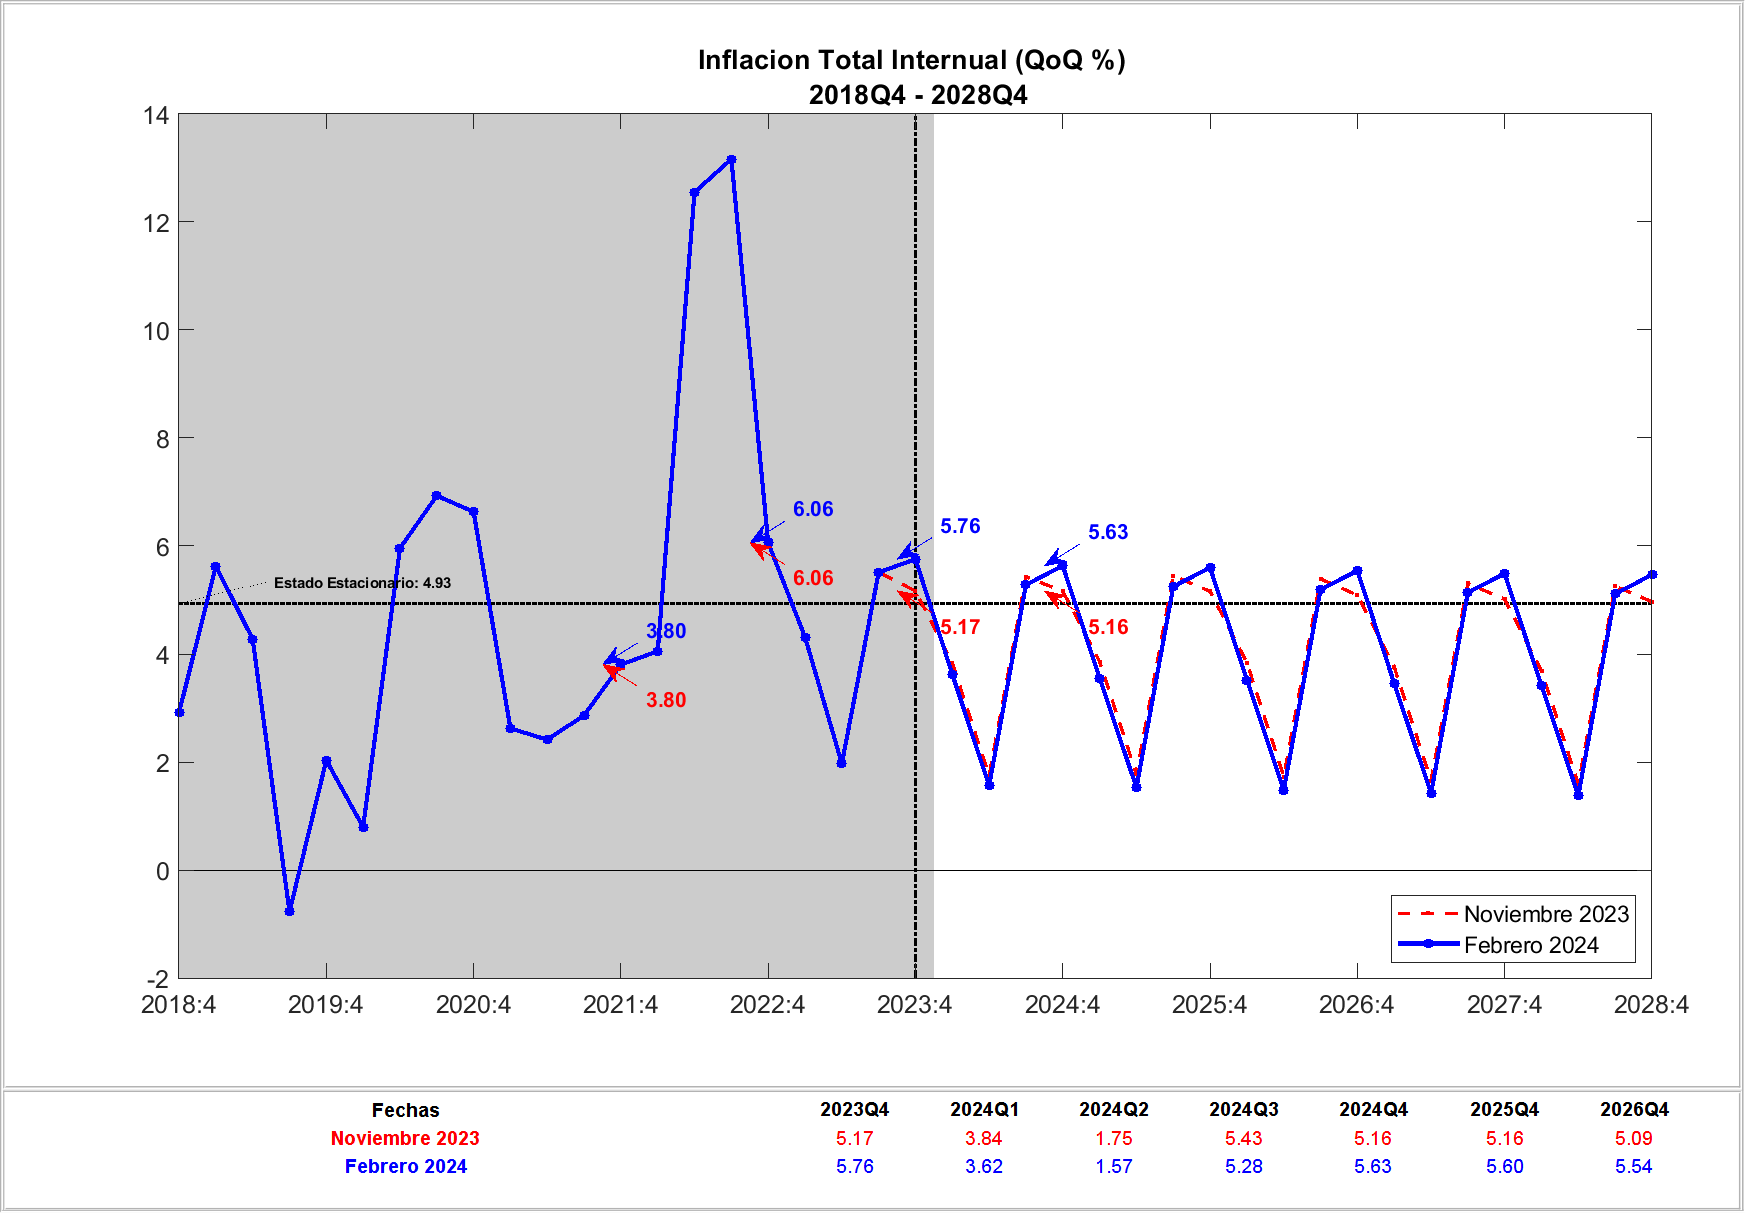 Inflacion Total Internual (QoQ %)
2018Q4 - 2028Q4
14
12
10
8
6
4
2
0
-2
Estado Estacionario: 4.93
3.80
3.80
6.06
6.06
5.76
5.17
5.63
5.16
Noviembre 2023
Febrero 2024
2018:4 2019:4 2020:4 2021:4 2022:4 2023:4 2024:4 2025:4 2026:4 2027:4 2028:4
Fechas 2023Q4 2024Q1 2024Q2 2024Q3 2024Q4 2025Q4 2026Q4
Noviembre 2023 5.17 3.84 1.75 5.43 5.16 5.16 5.09
Febrero 2024 5.76 3.62 1.57 5.28 5.63 5.60 5.54